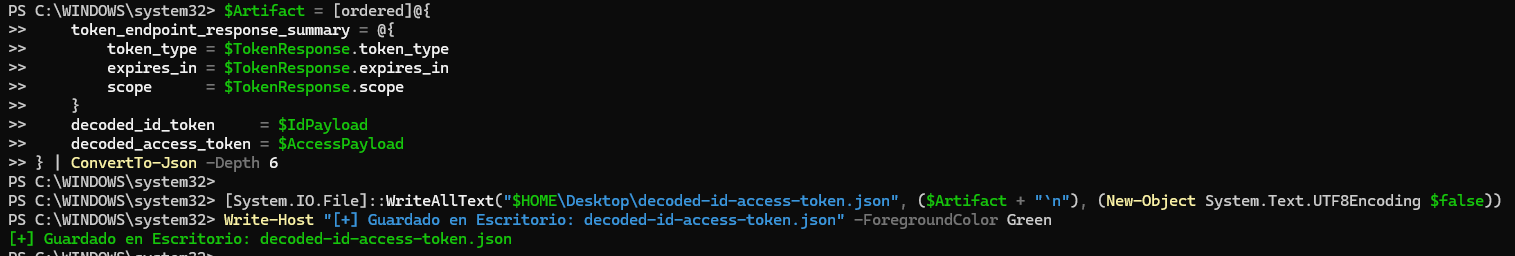 PS C:\WINDOWS\system32> $Artifact = [ordered]@{
>>     token_endpoint_response_summary = @{
>>         token_type = $TokenResponse.token_type
>>         expires_in = $TokenResponse.expires_in
>>         scope      = $TokenResponse.scope
>>     }
>>     decoded_id_token     = $IdPayload
>>     decoded_access_token = $AccessPayload
>> } | ConvertTo-Json -Depth 6
PS C:\WINDOWS\system32>
PS C:\WINDOWS\system32> [System.IO.File]::WriteAllText("$HOME\Desktop\decoded-id-access-token.json", ($Artifact + "`n"), (New-Object System.Text.UTF8Encoding $false))
PS C:\WINDOWS\system32> Write-Host "[+] Guardado en Escritorio: decoded-id-access-token.json" -ForegroundColor Green
[+] Guardado en Escritorio: decoded-id-access-token.json
PS C:\WINDOWS\system32>